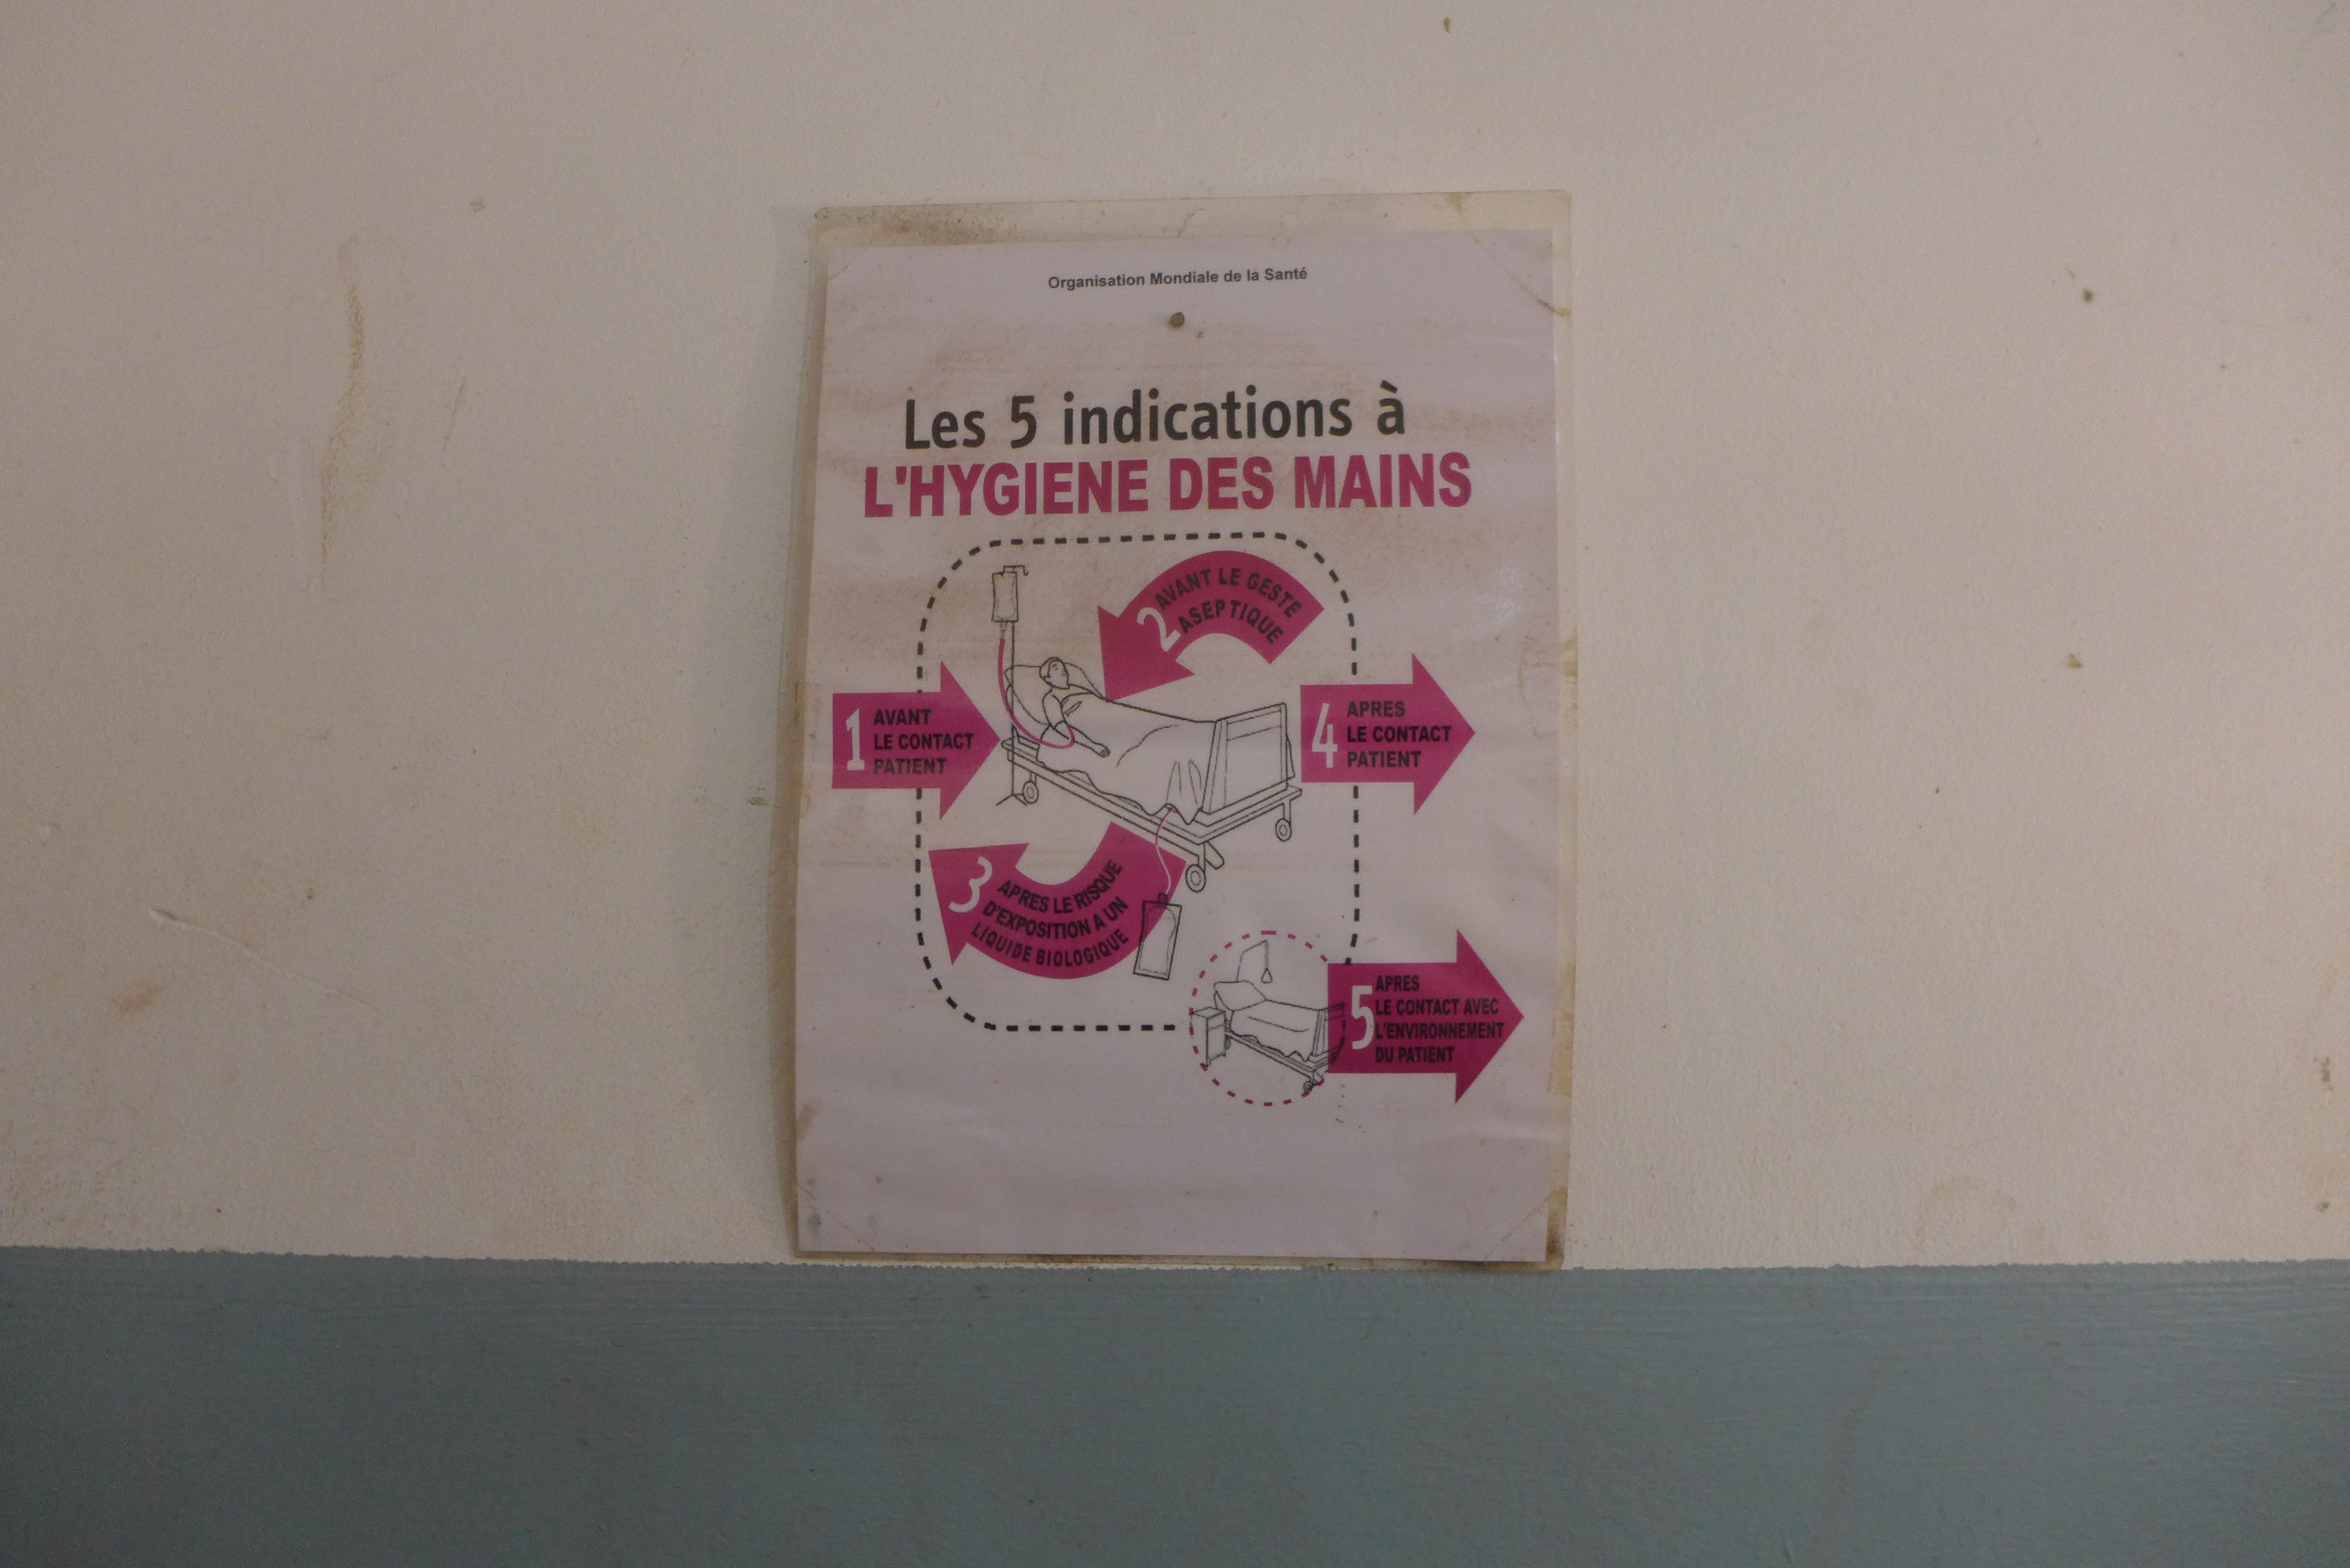 Organisation Mondiale de la Santé
Les 5 indications à
L'HYGIENE DES MAINS
2 AVANT LE GESTE
ASEPTIQUE
1 AVANT
LE CONTACT
PATIENT
4 APRES
LE CONTACT
PATIENT
3 APRES LE RISQUE
D'EXPOSITION A UN
LIQUIDE BIOLOGIQUE
5 APRES
LE CONTACT AVEC
L'ENVIRONNEMENT
DU PATIENT